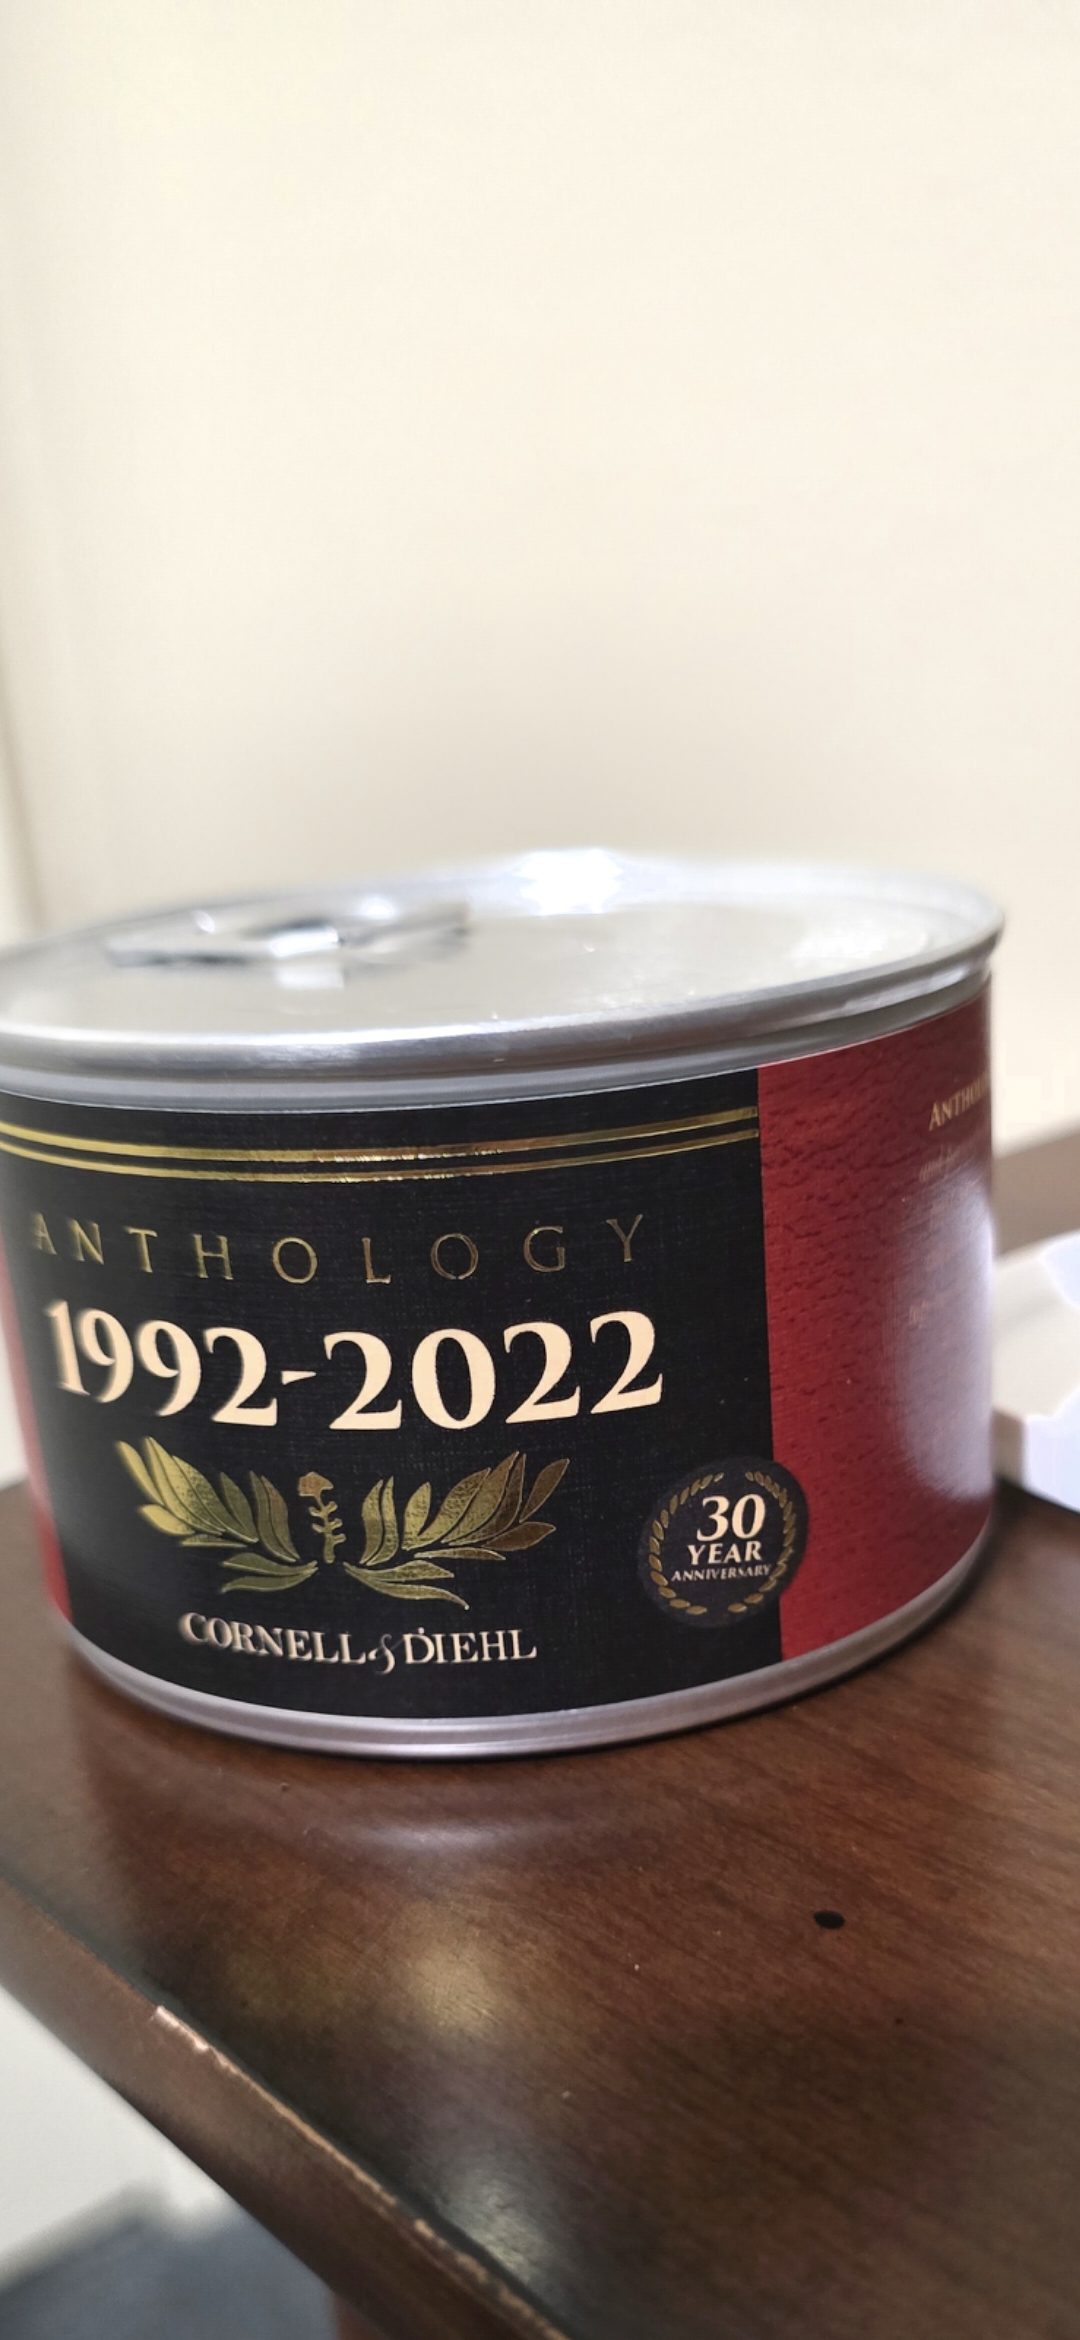 ANTHOLOGY
1992-2022
CORNELL & DIEHL
30
YEAR
ANNIVERSARY